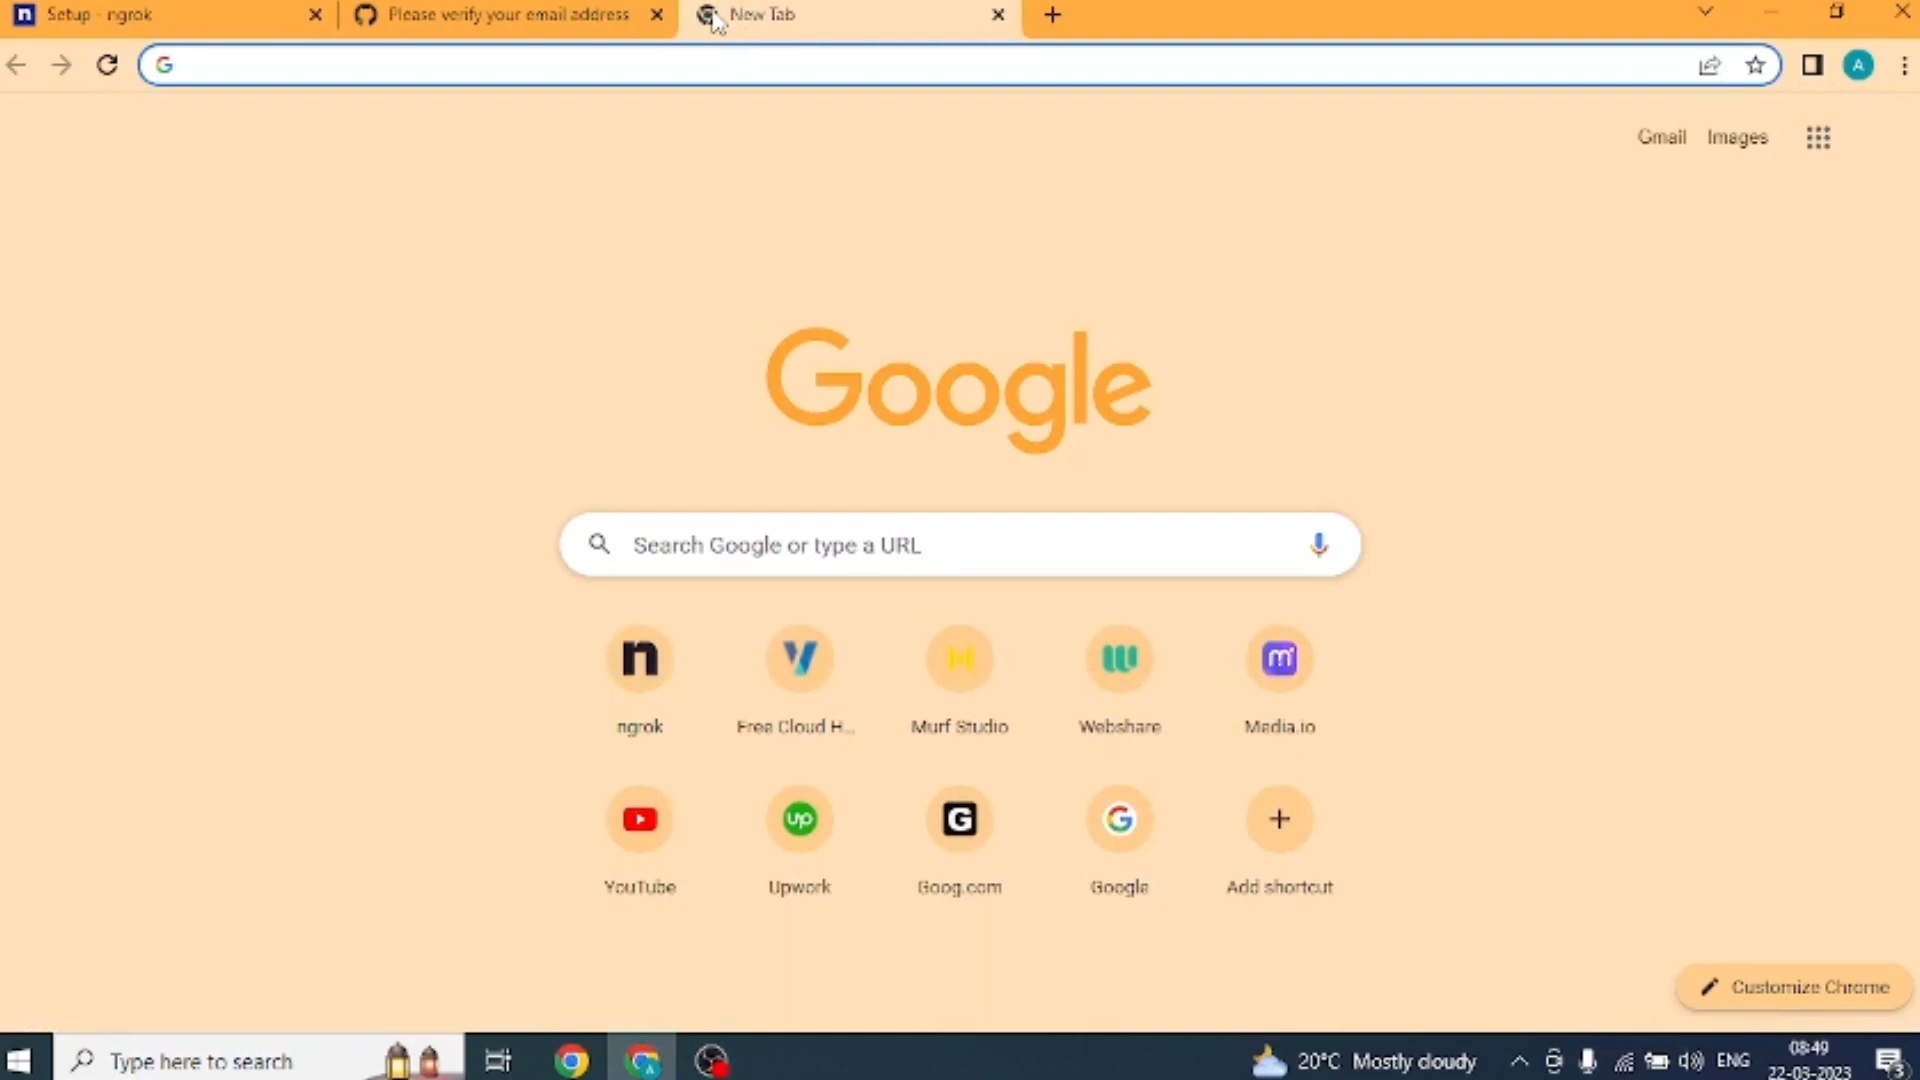 Setup - ngrok
Please verify your email address
New Tab
A
Gmail Images
Google
Search Google or type a URL
ngrok
Free Cloud H...
Murf Studio
Webshare
Media.io
up
YouTube
Upwork
Goog.com
Google
Add shortcut
Customize Chrome
Type here to search
20°C Mostly cloudy
ENG
08:49
22-03-2023
3